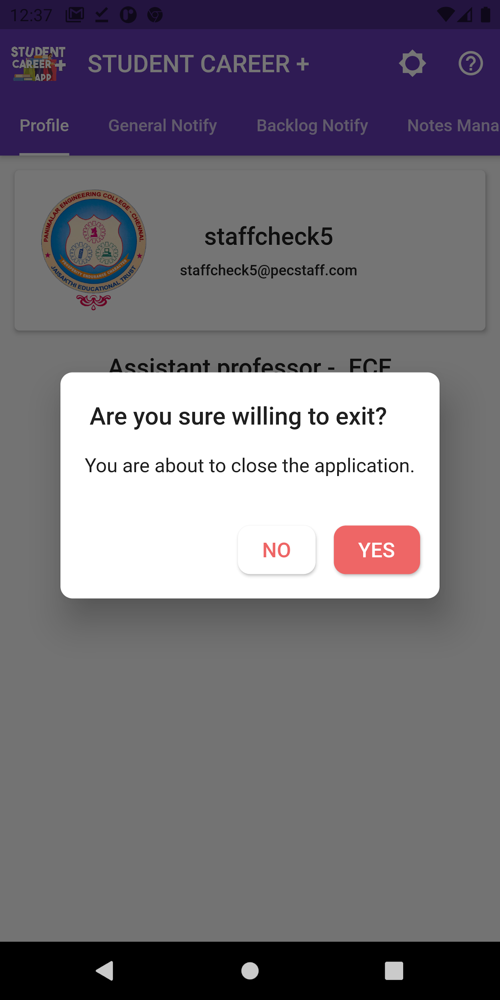 12:37
STUDENT
CAREER +
APP
STUDENT CAREER +
Profile General Notify Backlog Notify Notes Mana
PANIMALAR ENGINEERING COLLEGE - CHENNAI.
PROSPERITY ENDURANCE CHARACTER
JAISAKTHI EDUCATIONAL TRUST
staffcheck5
staffcheck5@pecstaff.com
Assistant professor - ECE
Are you sure willing to exit?
You are about to close the application.
NO YES